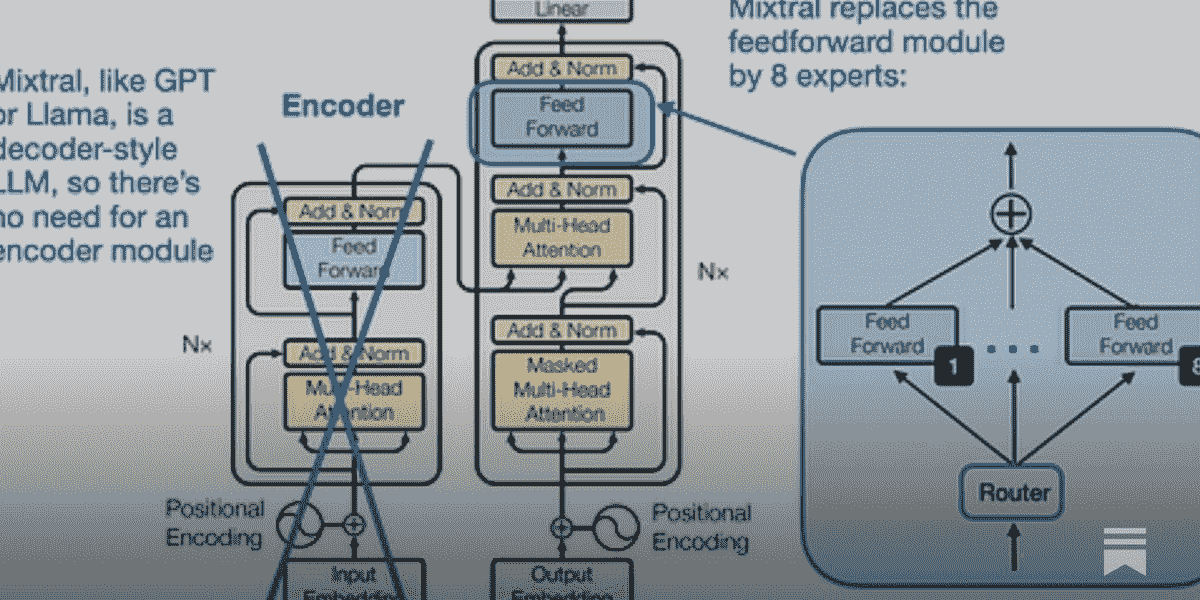 Mixtral, like GPT
or Llama, is a
decoder-style
LLM, so there's
no need for an
encoder module
Encoder
Add & Norm
Feed
Forward
Nx
Add & Norm
Multi-Head
Attention
Positional
Encoding
Input
Embedding
Linear
Add & Norm
Feed
Forward
Add & Norm
Multi-Head
Attention
Nx
Add & Norm
Masked
Multi-Head
Attention
Positional
Encoding
Output
Embedding
Mixtral replaces the
feedforward module
by 8 experts:
Feed
Forward
1
Feed
Forward
8
Router